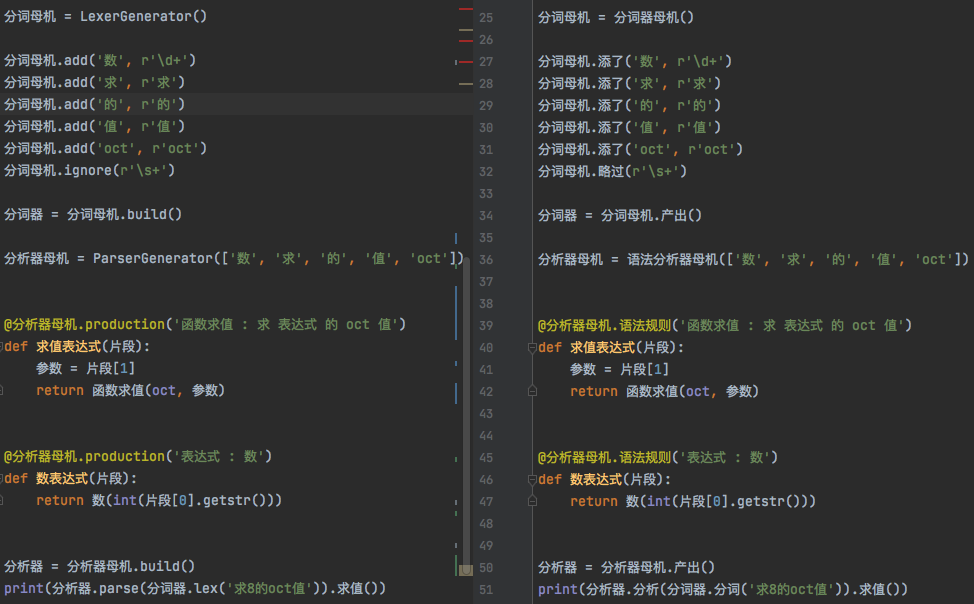 分词母机 = LexerGenerator()
分词母机.add('数', r'\d+')
分词母机.add('求', r'求')
分词母机.add('的', r'的')
分词母机.add('值', r'值')
分词母机.add('oct', r'oct')
分词母机.ignore(r'\s+')
分词器 = 分词母机.build()
分析器母机 = ParserGenerator(['数', '求', '的', '值', 'oct'])
@分析器母机.production('函数求值 : 求 表达式 的 oct 值')
def 求值表达式(片段):
    参数 = 片段[1]
    return 函数求值(oct, 参数)
@分析器母机.production('表达式 : 数')
def 数表达式(片段):
    return 数(int(片段[0].getstr()))
分析器 = 分析器母机.build()
print(分析器.parse(分词器.lex('求8的oct值')).求值())
25 分词母机 = 分词器母机()
26
27 分词母机.添了('数', r'\d+')
28 分词母机.添了('求', r'求')
29 分词母机.添了('的', r'的')
30 分词母机.添了('值', r'值')
31 分词母机.添了('oct', r'oct')
32 分词母机.略过(r'\s+')
33
34 分词器 = 分词母机.产出()
35
36 分析器母机 = 语法分析器母机(['数', '求', '的', '值', 'oct'])
37
38
39 @分析器母机.语法规则('函数求值 : 求 表达式 的 oct 值')
40 def 求值表达式(片段):
41     参数 = 片段[1]
42     return 函数求值(oct, 参数)
43
44
45 @分析器母机.语法规则('表达式 : 数')
46 def 数表达式(片段):
47     return 数(int(片段[0].getstr()))
48
49
50 分析器 = 分析器母机.产出()
51 print(分析器.分析(分词器.分词('求8的oct值')).求值())